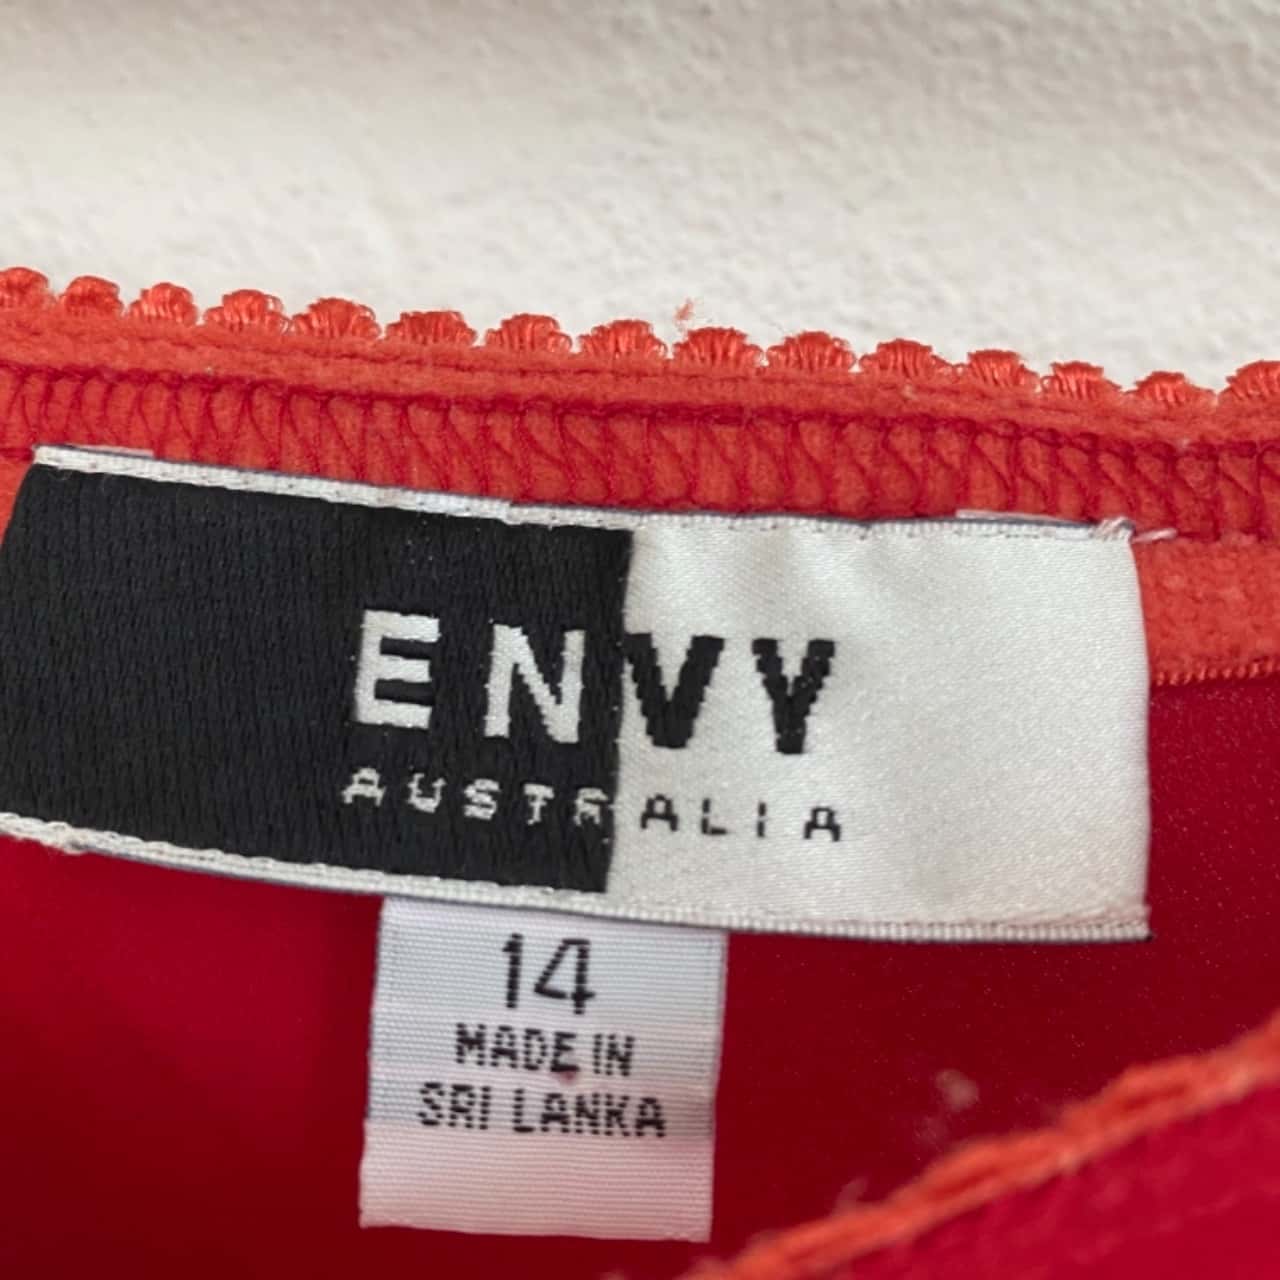 ENVY
AUSTRALIA
14
MADE IN
SRI LANKA